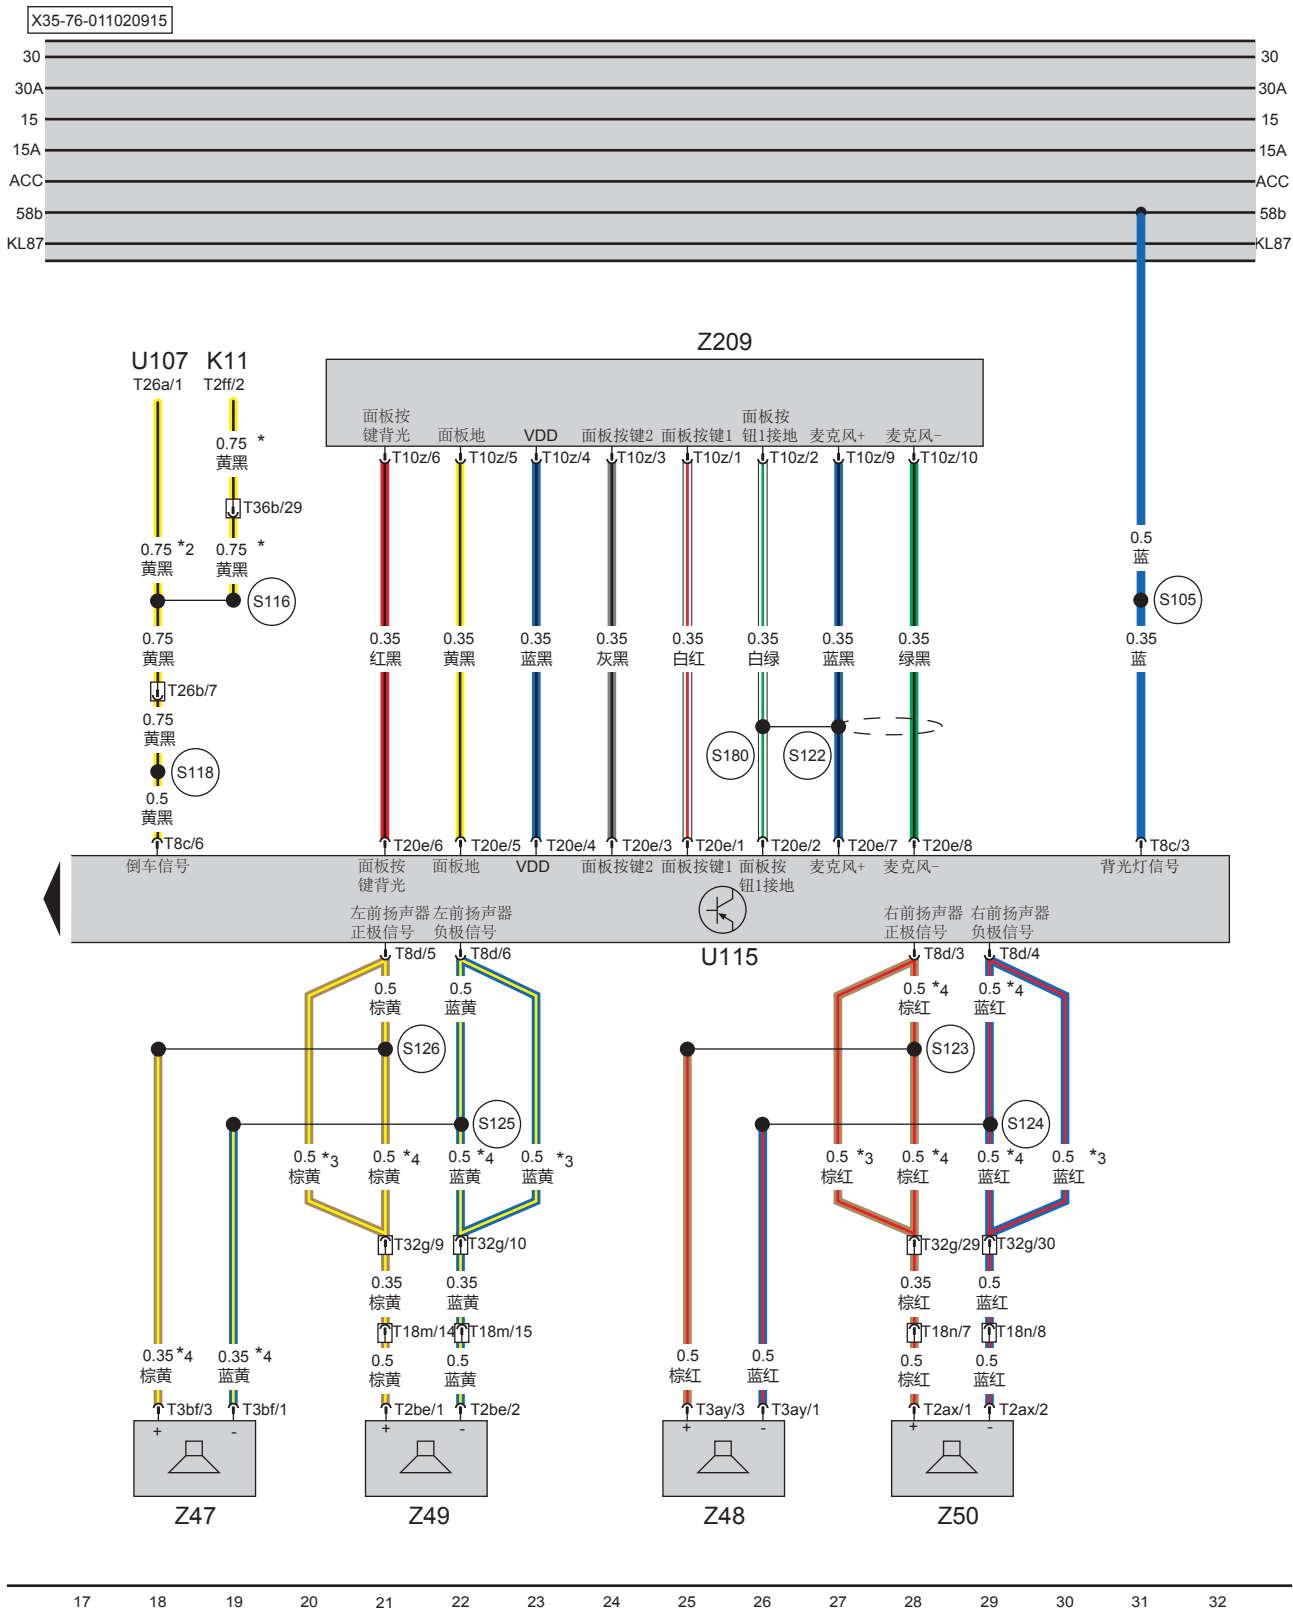 X35-76-011020915
30 30
30A 30A
15 15
15A 15A
ACC ACC
58b 58b
KL87 KL87
Z209
U107 K11
T26a/1 T2ff/2
面板按 面板按
键背光 面板地 VDD 面板按键2 面板按键1 钮1接地 麦克风+ 麦克风-
0.75 *
黄黑
T10z/6 T10z/5 T10z/4 T10z/3 T10z/1 T10z/2 T10z/9 T10z/10
T36b/29
0.5
蓝
0.75 *2 0.75 *
黄黑 黄黑
S116 S105
0.75 0.35 0.35 0.35 0.35 0.35 0.35 0.35 0.35 0.35
黄黑 红黑 黄黑 蓝黑 灰黑 白红 白绿 蓝黑 绿黑 蓝
T26b/7
0.75
黄黑
S180 S122
S118
0.5
黄黑
T8c/6 T20e/6 T20e/5 T20e/4 T20e/3 T20e/1 T20e/2 T20e/7 T20e/8 T8c/3
倒车信号 面板按 面板地 VDD 面板按键2 面板按键1 面板按 麦克风+ 麦克风- 背光灯信号
键背光 钮1接地
左前扬声器 左前扬声器 右前扬声器 右前扬声器
正极信号 负极信号 正极信号 负极信号
U115
T8d/5 T8d/6 T8d/3 T8d/4
0.5 0.5 0.5 *4 0.5 *4
棕黄 蓝黄 棕红 蓝红
S126 S123
S125 S124
0.5 *3 0.5 *4 0.5 *4 0.5 *3 0.5 *3 0.5 *4 0.5 *4 0.5 *3
棕黄 棕黄 蓝黄 蓝黄 棕红 棕红 蓝红 蓝红
T32g/9 T32g/10 T32g/29 T32g/30
0.35 0.35 0.35 0.5
棕黄 蓝黄 棕红 蓝红
T18m/14 T18m/15 T18n/7 T18n/8
0.35 *4 0.35 *4 0.5 0.5 0.5 0.5 0.5 0.5
棕黄 蓝黄 棕黄 蓝黄 棕红 蓝红 棕红 蓝红
T3bf/3 T3bf/1 T2be/1 T2be/2 T3ay/3 T3ay/1 T2ax/1 T2ax/2
+ - + - + - + -
Z47 Z49 Z48 Z50
17 18 19 20 21 22 23 24 25 26 27 28 29 30 31 32